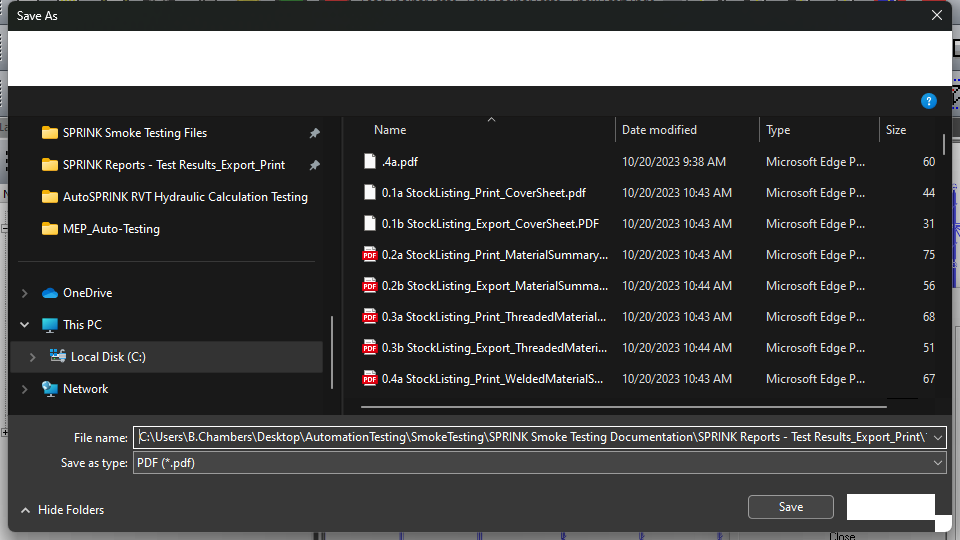 Save As
SPRINK Smoke Testing Files
SPRINK Reports - Test Results_Export_Print
AutoSPRINK RVT Hydraulic Calculation Testing
MEP_Auto-Testing
OneDrive
This PC
Local Disk (C:)
Network
Name Date modified Type Size
.4a.pdf 10/20/2023 9:38 AM Microsoft Edge P... 60
0.1a StockListing_Print_CoverSheet.pdf 10/20/2023 10:43 AM Microsoft Edge P... 44
0.1b StockListing_Export_CoverSheet.PDF 10/20/2023 10:43 AM Microsoft Edge P... 31
0.2a StockListing_Print_MaterialSummary... 10/20/2023 10:43 AM Microsoft Edge P... 75
0.2b StockListing_Export_MaterialSumma... 10/20/2023 10:44 AM Microsoft Edge P... 56
0.3a StockListing_Print_ThreadedMaterial... 10/20/2023 10:43 AM Microsoft Edge P... 68
0.3b StockListing_Export_ThreadedMateri... 10/20/2023 10:44 AM Microsoft Edge P... 51
0.4a StockListing_Print_WeldedMaterialS... 10/20/2023 10:43 AM Microsoft Edge P... 67
File name: C:\Users\B.Chambers\Desktop\AutomationTesting\SmokeTesting\SPRINK Smoke Testing Documentation\SPRINK Reports - Test Results_Export_Print\
Save as type: PDF (*.pdf)
Hide Folders
Save
Close